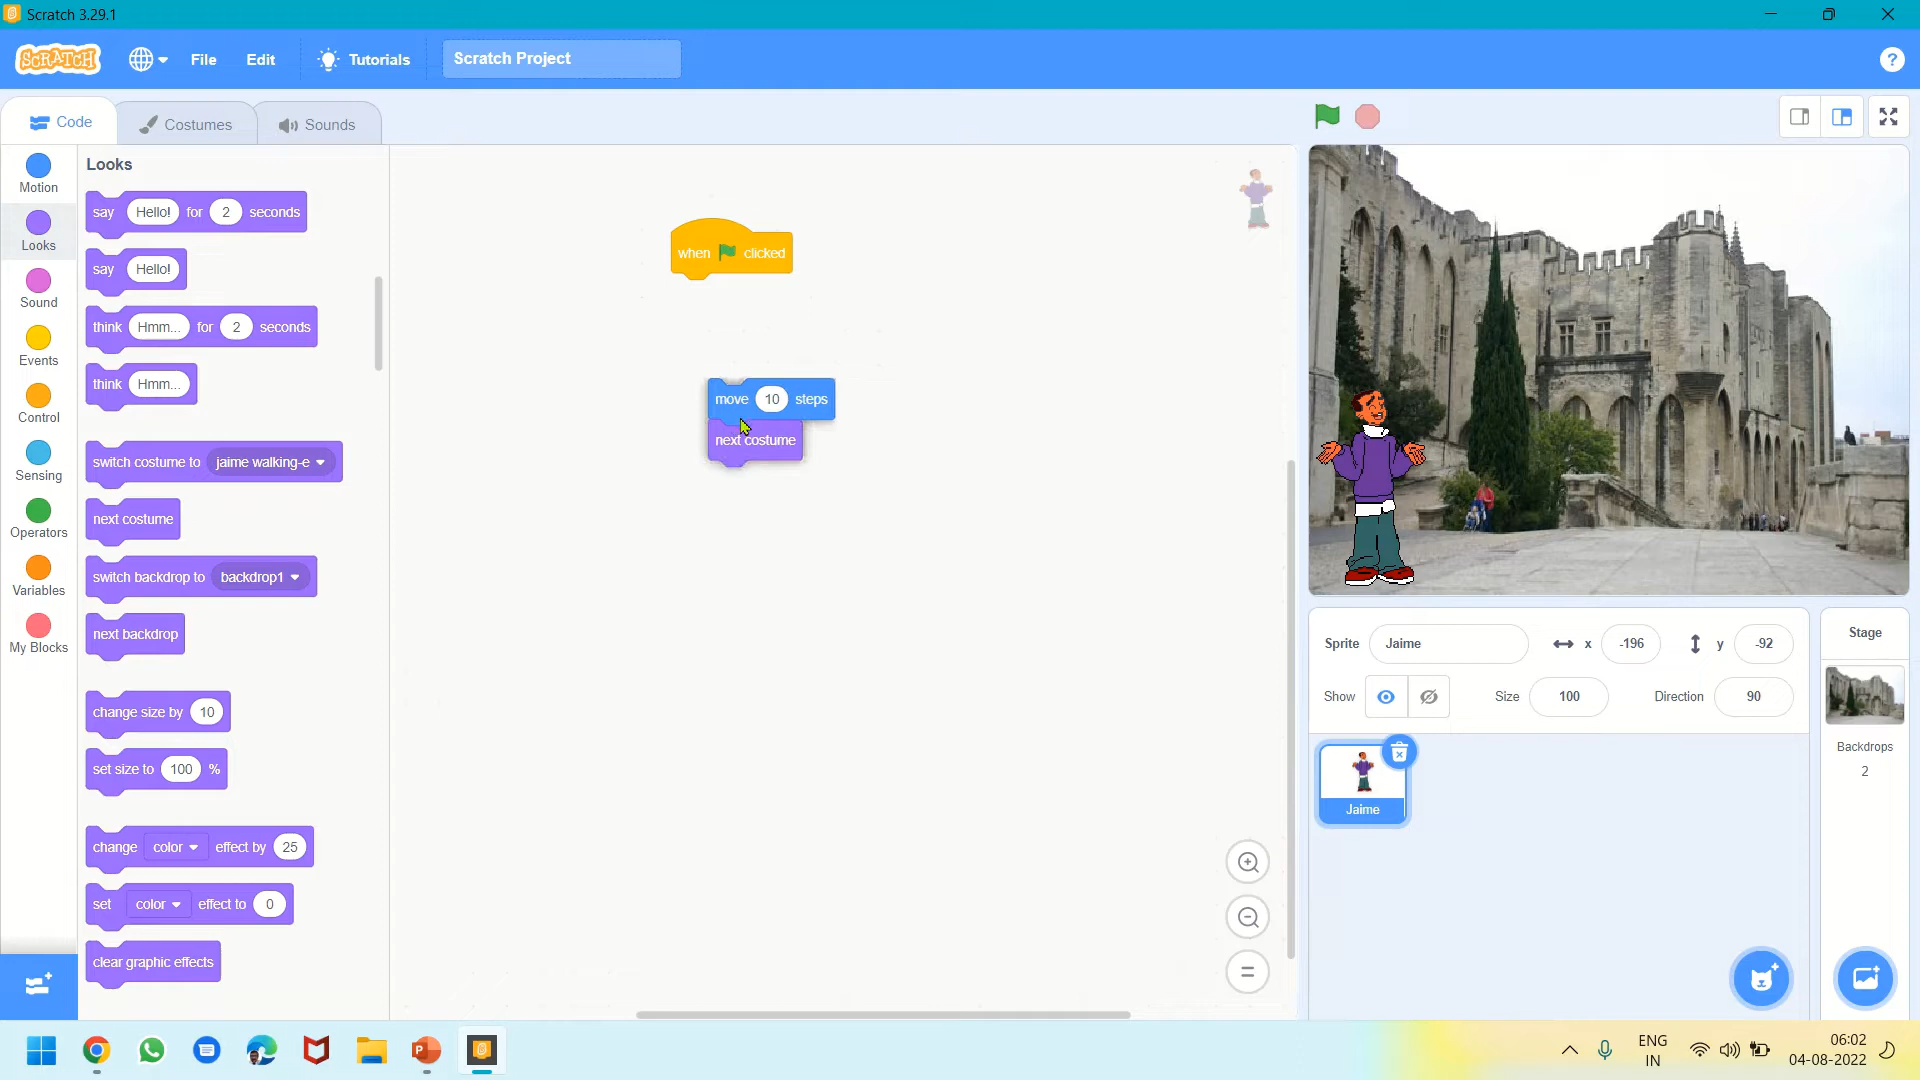 Scratch 3.29.1
SCRATCH
File
Edit
Tutorials
Scratch Project
?
Code
Costumes
Sounds
Motion
Looks
Sound
Events
Control
Sensing
Operators
Variables
My Blocks
Looks
say Hello! for 2 seconds
say Hello!
think Hmm... for 2 seconds
think Hmm...
switch costume to jaime walking-e
next costume
switch backdrop to backdrop1
next backdrop
change size by 10
set size to 100 %
change color effect by 25
set color effect to 0
clear graphic effects
when clicked
move 10 steps
next costume
Sprite Jaime x -196 y -92
Show Size 100 Direction 90
Jaime
Stage
Backdrops
2
ENG
IN
06:02
04-08-2022